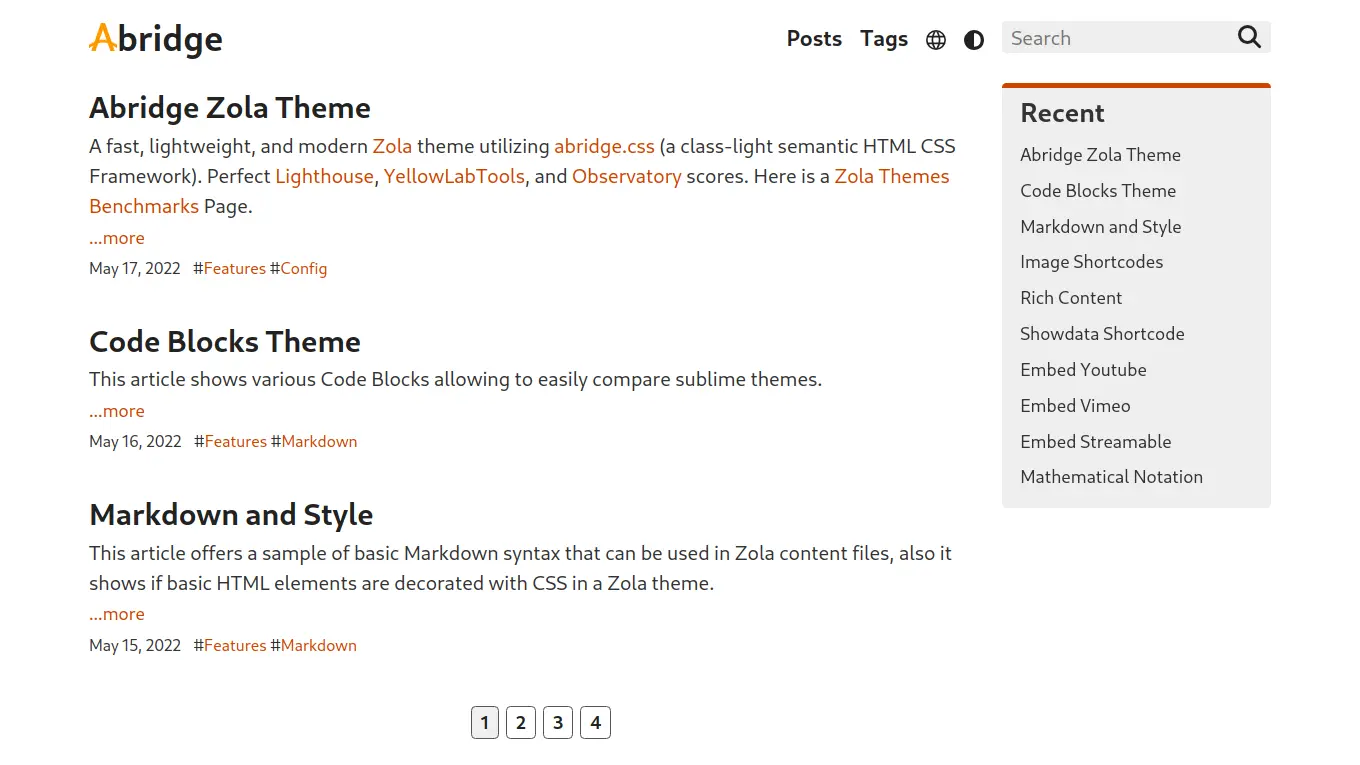 Abridge
Posts Tags
Search
Abridge Zola Theme
A fast, lightweight, and modern Zola theme utilizing abridge.css (a class-light semantic HTML CSS
Framework). Perfect Lighthouse, YellowLabTools, and Observatory scores. Here is a Zola Themes
Benchmarks Page.
...more
May 17, 2022 #Features #Config
Code Blocks Theme
This article shows various Code Blocks allowing to easily compare sublime themes.
...more
May 16, 2022 #Features #Markdown
Markdown and Style
This article offers a sample of basic Markdown syntax that can be used in Zola content files, also it
shows if basic HTML elements are decorated with CSS in a Zola theme.
...more
May 15, 2022 #Features #Markdown
1 2 3 4
Recent
Abridge Zola Theme
Code Blocks Theme
Markdown and Style
Image Shortcodes
Rich Content
Showdata Shortcode
Embed Youtube
Embed Vimeo
Embed Streamable
Mathematical Notation